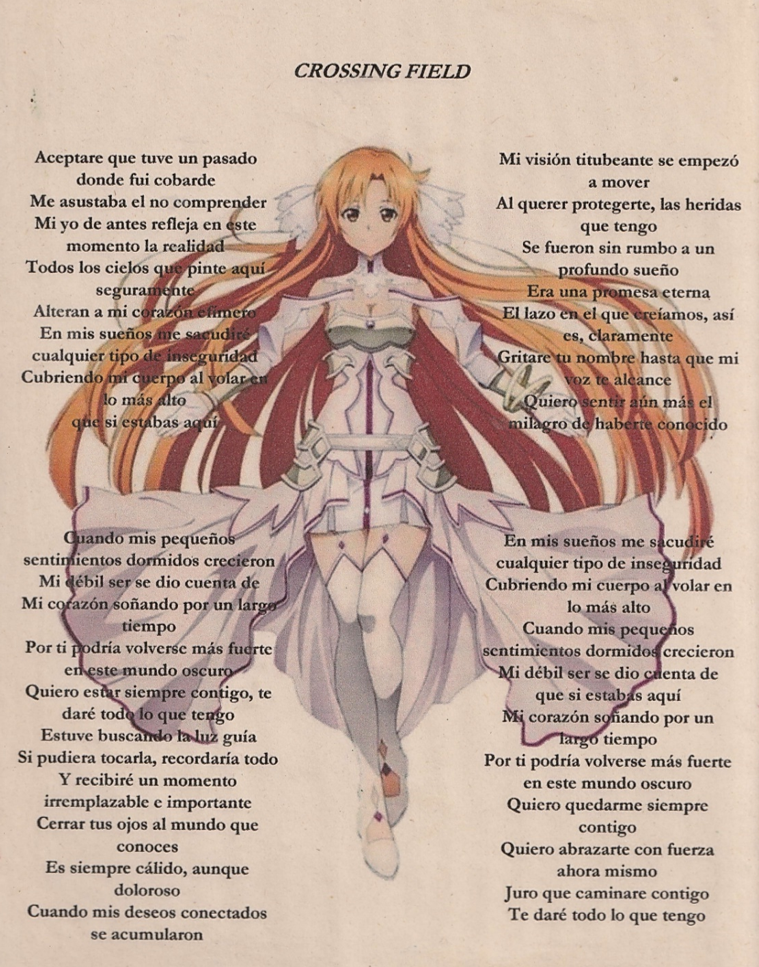 CROSSING FIELD
Aceptare que tuve un pasado
donde fui cobarde
Me asustaba el no comprender
Mi yo de antes refleja en este
momento la realidad
Todos los cielos que pinte aquí
seguramente
Alteran a mi corazón efímero
En mis sueños me sacudiré
cualquier tipo de inseguridad
Cubriendo mi cuerpo al volar en
lo más alto
que si estabas aquí
Cuando mis pequeños
sentimientos dormidos crecieron
Mi débil ser se dio cuenta de
Mi corazón soñando por un largo
tiempo
Por ti podría volverse más fuerte
en este mundo oscuro
Quiero estar siempre contigo, te
daré todo lo que tengo
Estuve buscando la luz guía
Si pudiera tocarla, recordaría todo
Y recibiré un momento
irremplazable e importante
Cerrar tus ojos al mundo que
conoces
Es siempre cálido, aunque
doloroso
Cuando mis deseos conectados
se acumularon
Mi visión titubeante se empezó
a mover
Al querer protegerte, las heridas
que tengo
Se fueron sin rumbo a un
profundo sueño
Era una promesa eterna
El lazo en el que creíamos, así
es, claramente
Gritare tu nombre hasta que mi
voz te alcance
Quiero sentir aún más el
milagro de haberte conocido
En mis sueños me sacudiré
cualquier tipo de inseguridad
Cubriendo mi cuerpo al volar en
lo más alto
Cuando mis pequeños
sentimientos dormidos crecieron
Mi débil ser se dio cuenta de
que si estabas aquí
Mi corazón soñando por un
largo tiempo
Por ti podría volverse más fuerte
en este mundo oscuro
Quiero quedarme siempre
contigo
Quiero abrazarte con fuerza
ahora mismo
Juro que caminare contigo
Te daré todo lo que tengo